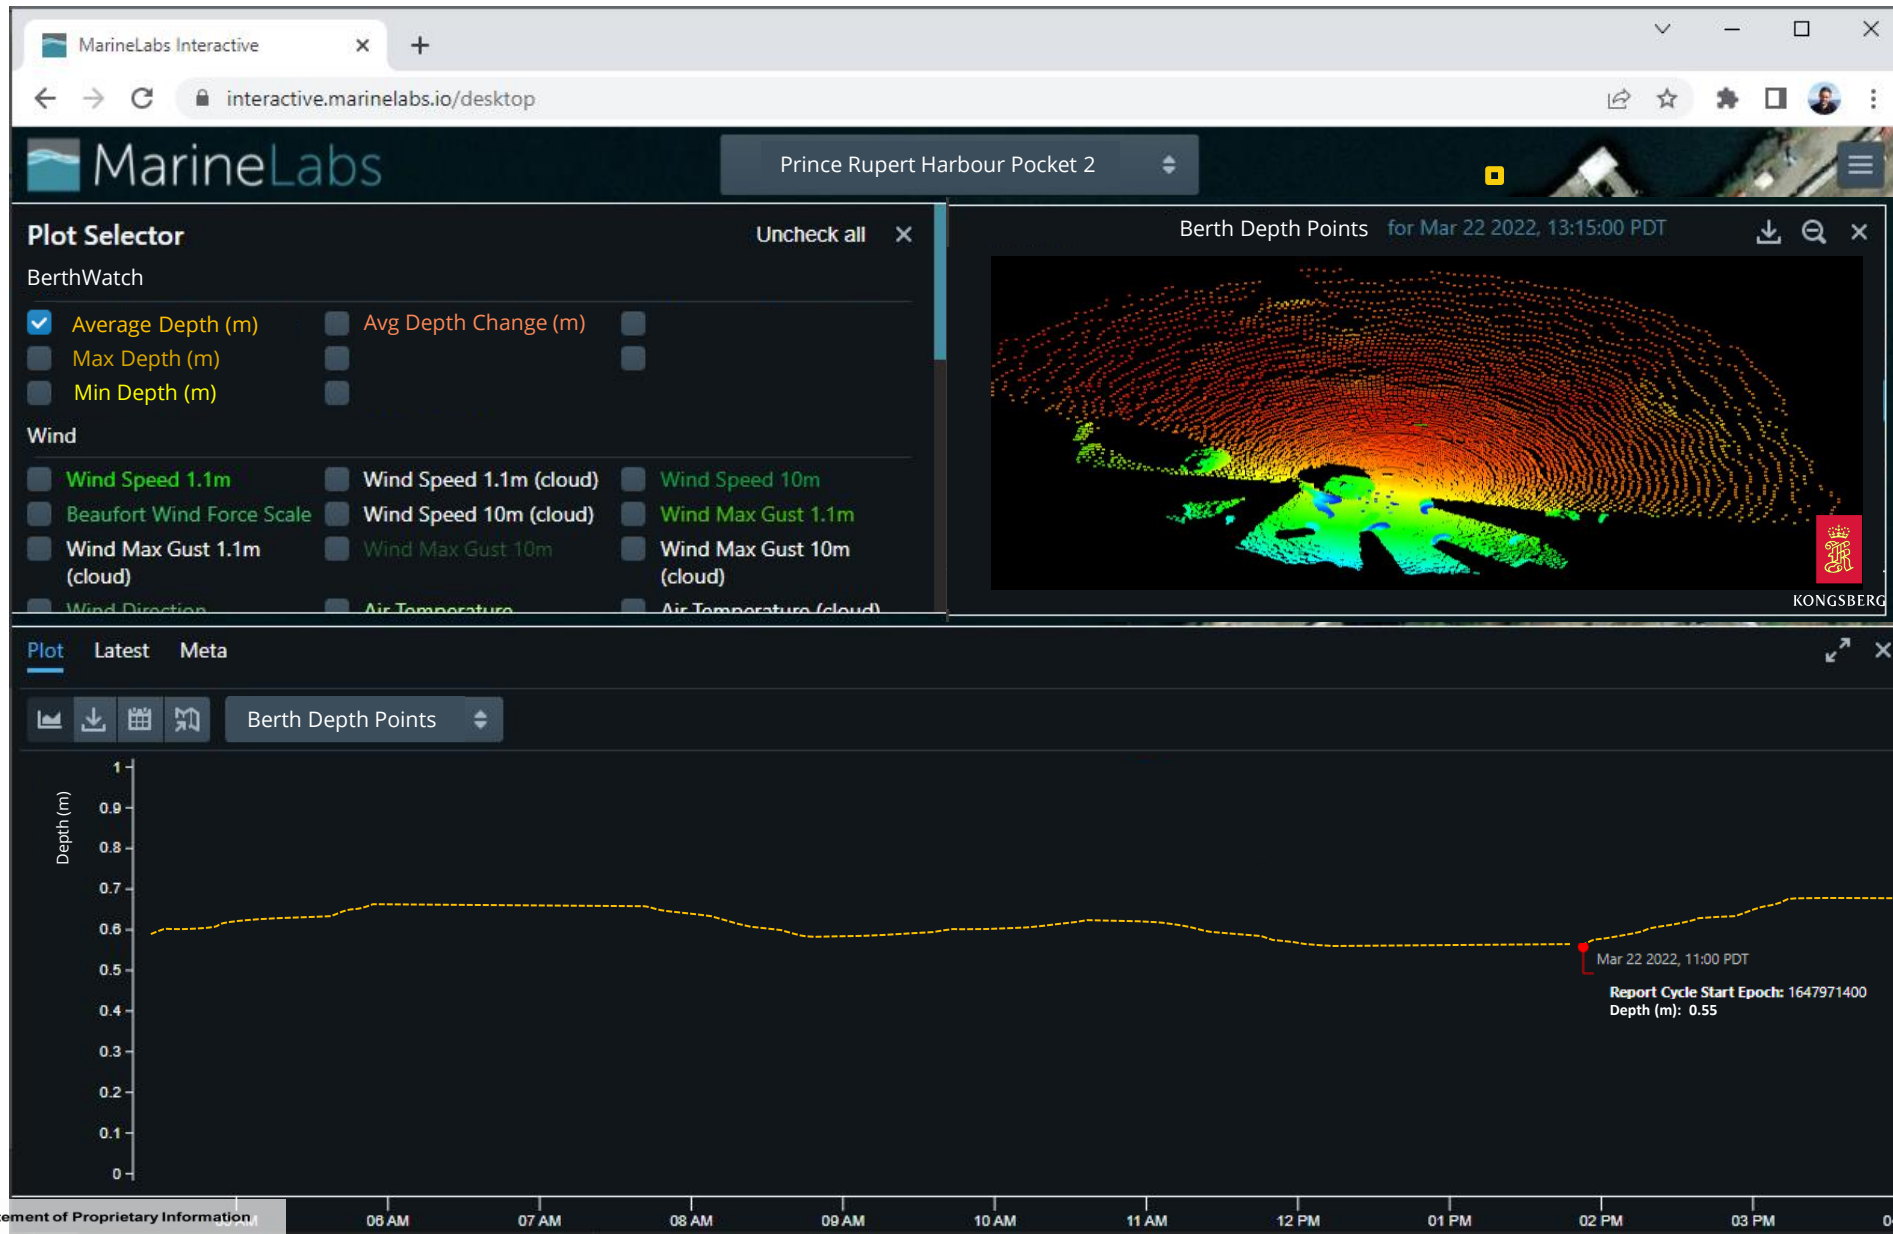 MarineLabs Interactive
interactive.marinelabs.io/desktop
MarineLabs
Prince Rupert Harbour Pocket 2
Plot Selector
Uncheck all
BerthWatch
Average Depth (m)
Avg Depth Change (m)
Max Depth (m)
Min Depth (m)
Wind
Wind Speed 1.1m
Wind Speed 1.1m (cloud)
Wind Speed 10m
Beaufort Wind Force Scale
Wind Speed 10m (cloud)
Wind Max Gust 1.1m
Wind Max Gust 1.1m
(cloud)
Wind Max Gust 10m
Wind Max Gust 10m
(cloud)
Wind Direction
Air Temperature
Air Temperature (cloud)
Berth Depth Points for Mar 22 2022, 13:15:00 PDT
KONGSBERG
Plot
Latest
Meta
Berth Depth Points
Depth (m)
1
0.9
0.8
0.7
0.6
0.5
0.4
0.3
0.2
0.1
0
Mar 22 2022, 11:00 PDT
Report Cycle Start Epoch: 1647971400
Depth (m): 0.55
ement of Proprietary Information
06 AM
07 AM
08 AM
09 AM
10 AM
11 AM
12 PM
01 PM
02 PM
03 PM